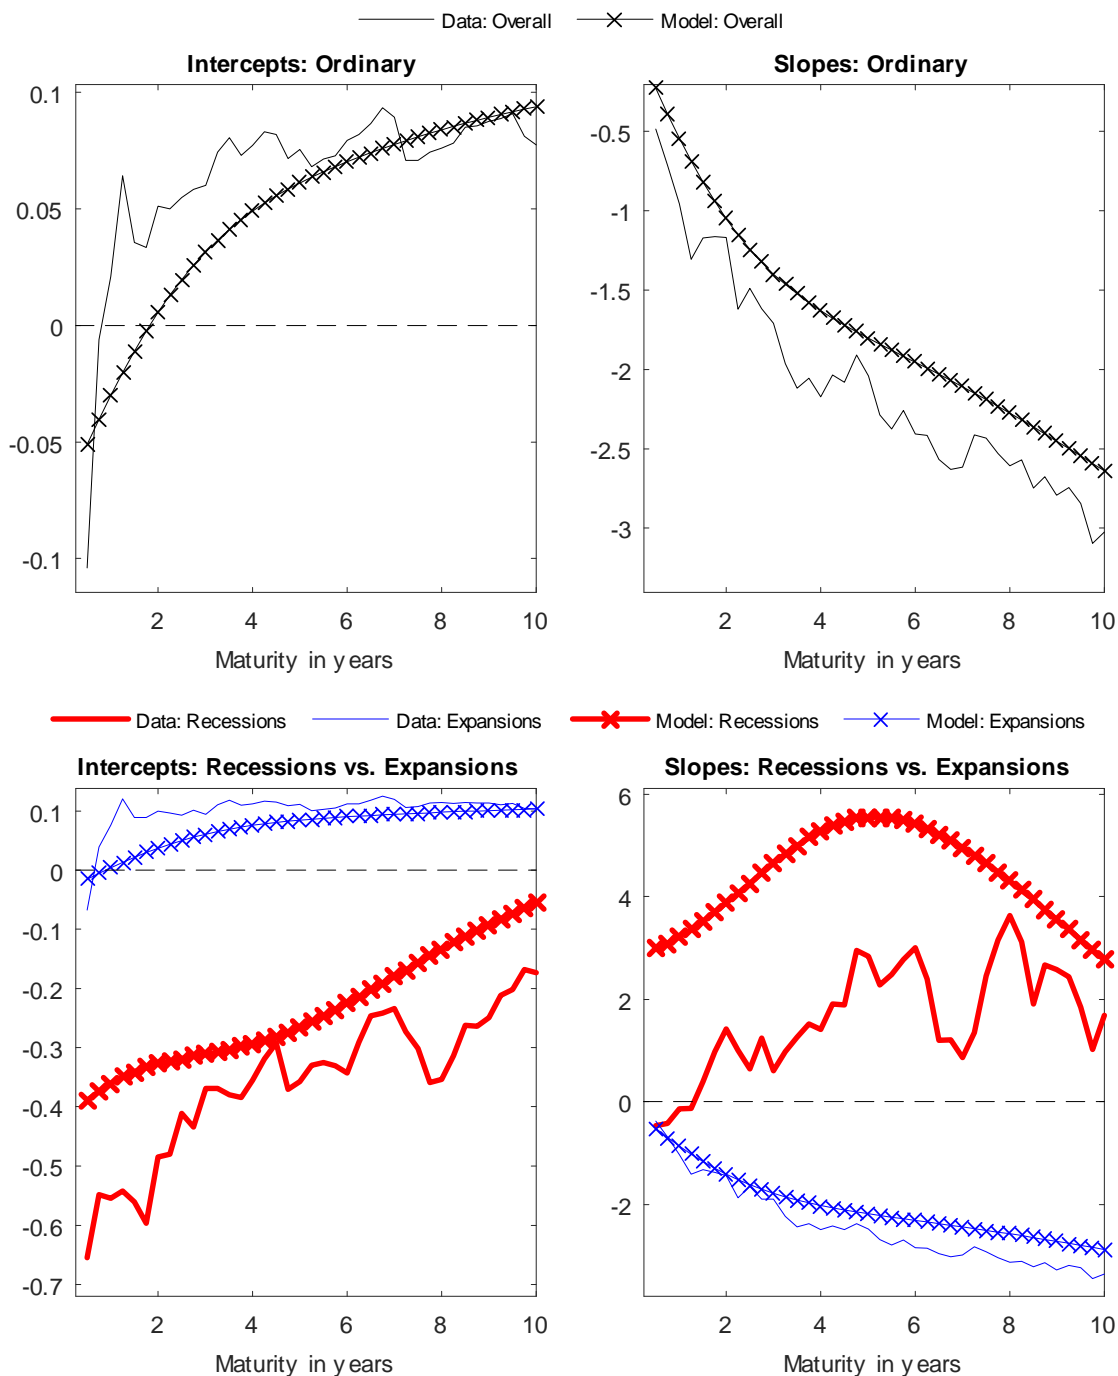 Data: Overall Model: Overall
Intercepts: Ordinary
0.1
0.05
0
-0.05
-0.1
2 4 6 8 10
Maturity in years
Slopes: Ordinary
-0.5
-1
-1.5
-2
-2.5
-3
2 4 6 8 10
Maturity in years
Data: Recessions Data: Expansions Model: Recessions Model: Expansions
Intercepts: Recessions vs. Expansions
0.1
0
-0.1
-0.2
-0.3
-0.4
-0.5
-0.6
-0.7
2 4 6 8 10
Maturity in years
Slopes: Recessions vs. Expansions
6
4
2
0
-2
2 4 6 8 10
Maturity in years